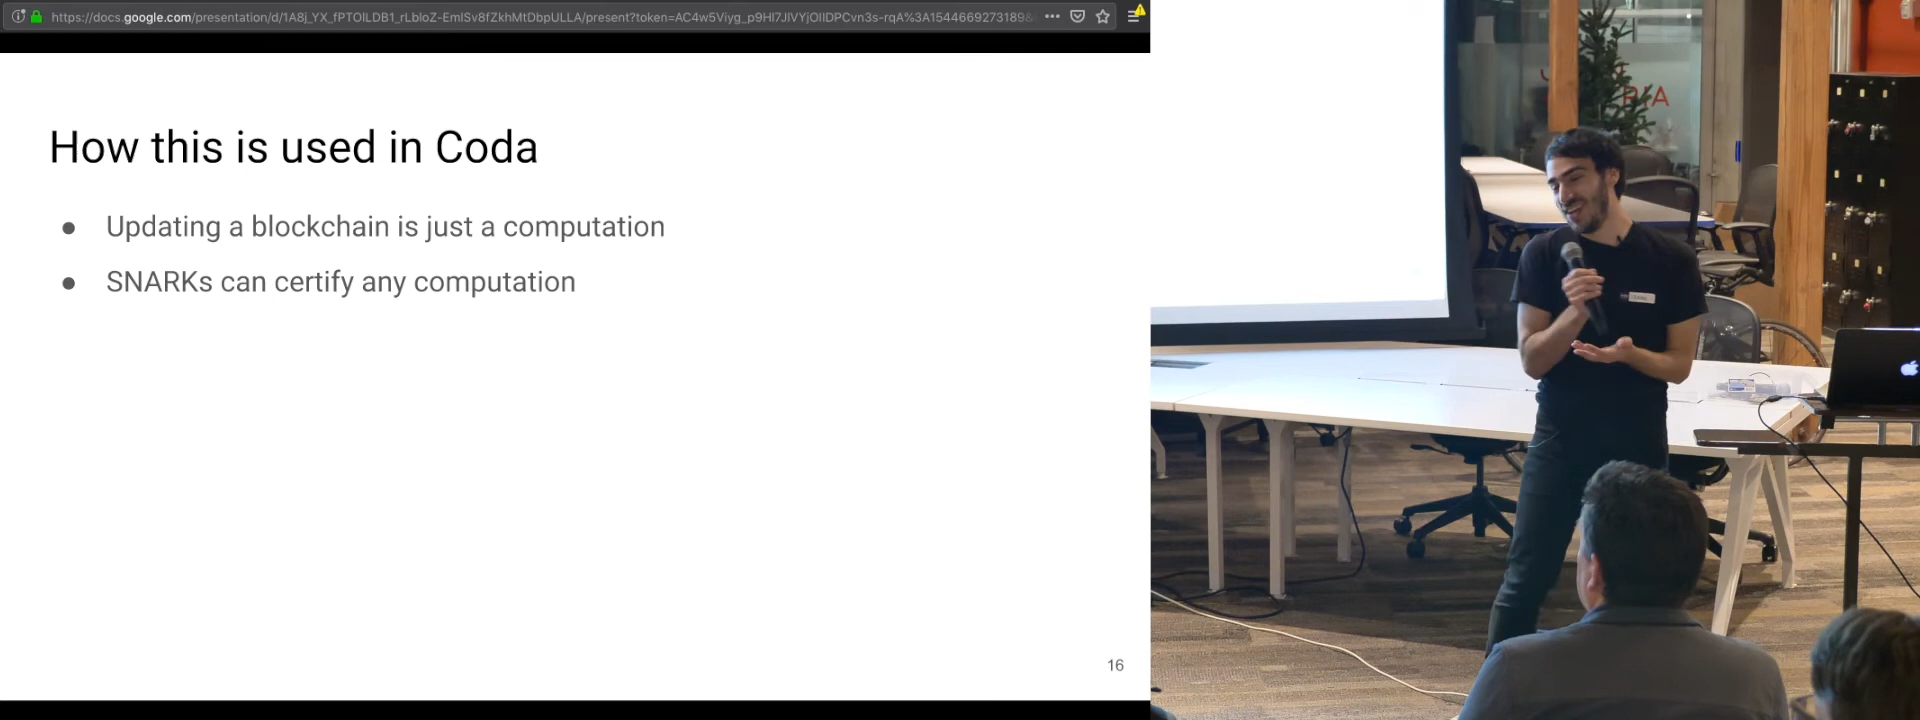 https://docs.google.com/presentation/d/1A8j_YX_fPTOILDB1_rLbloZ-EmISv8fZkhMtDbpULLA/present?token=AC4w5Viyg_p9HI7JIVYjOIIDPCvn3s-rqA%3A1544669273189&
How this is used in Coda
● Updating a blockchain is just a computation
● SNARKs can certify any computation
16